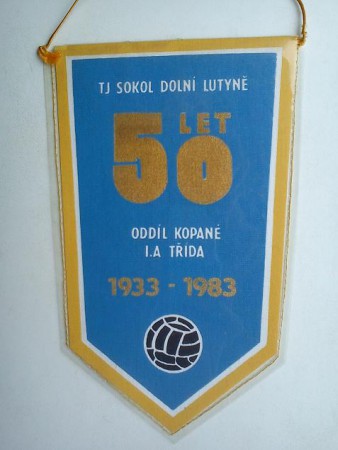 TJ SOKOL DOLNÍ LUTYNĚ
50 LET
ODDÍL KOPANÉ
I.A TŘÍDA
1933 - 1983